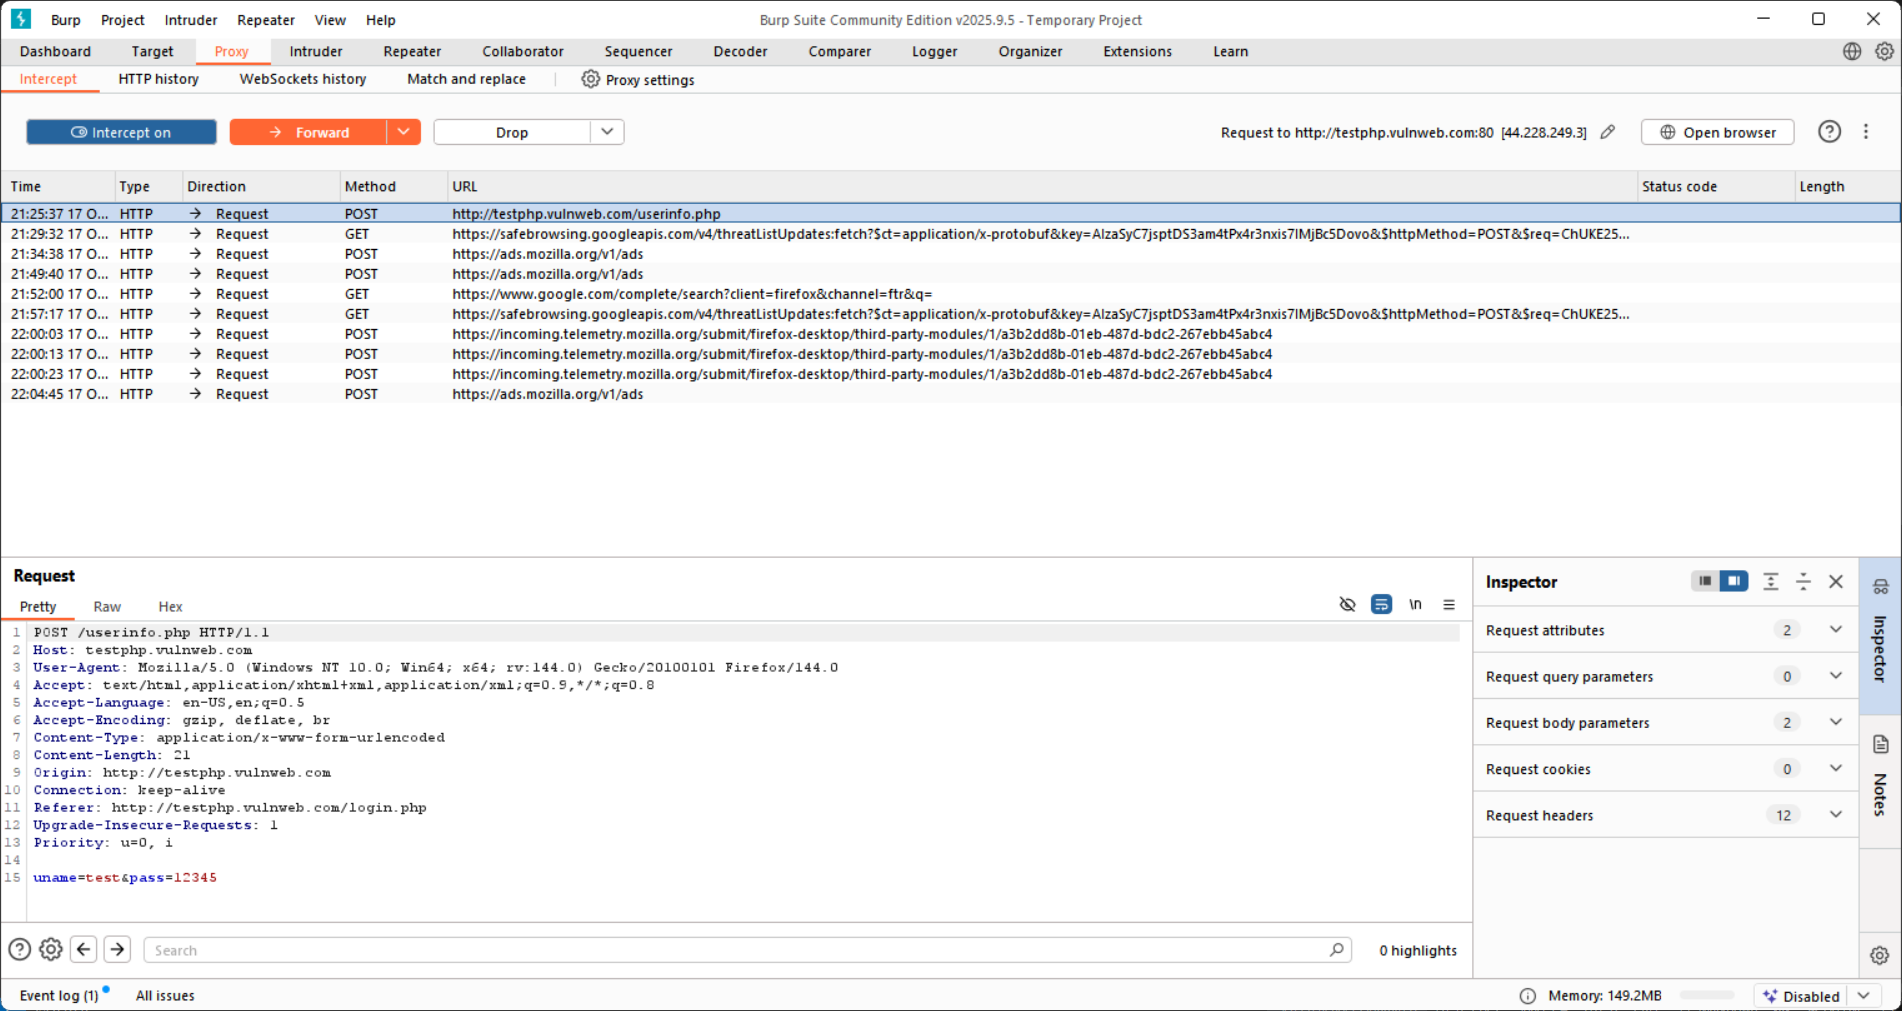 Burp Project Intruder Repeater View Help
Burp Suite Community Edition v2025.9.5 - Temporary Project
Dashboard Target Proxy Intruder Repeater Collaborator Sequencer Decoder Comparer Logger Organizer Extensions Learn
Intercept HTTP history WebSockets history Match and replace Proxy settings
Intercept on Forward Drop Request to http://testphp.vulnweb.com:80 [44.228.249.3] Open browser
Time Type Direction Method URL Status code Length
21:25:37 17 O... HTTP → Request POST http://testphp.vulnweb.com/userinfo.php
21:29:32 17 O... HTTP → Request GET https://safebrowsing.googleapis.com/v4/threatListUpdates:fetch?$ct=application/x-protobuf&key=AIzaSyC7jsptDS3am4tPx4r3nxis7IMjBc5Dovo&$httpMethod=POST&$req=ChUKE25...
21:34:38 17 O... HTTP → Request POST https://ads.mozilla.org/v1/ads
21:49:40 17 O... HTTP → Request POST https://ads.mozilla.org/v1/ads
21:52:00 17 O... HTTP → Request GET https://www.google.com/complete/search?client=firefox&channel=ftr&q=
21:57:17 17 O... HTTP → Request GET https://safebrowsing.googleapis.com/v4/threatListUpdates:fetch?$ct=application/x-protobuf&key=AIzaSyC7jsptDS3am4tPx4r3nxis7IMjBc5Dovo&$httpMethod=POST&$req=ChUKE25...
22:00:03 17 O... HTTP → Request POST https://incoming.telemetry.mozilla.org/submit/firefox-desktop/third-party-modules/1/a3b2dd8b-01eb-487d-bdc2-267ebb45abc4
22:00:13 17 O... HTTP → Request POST https://incoming.telemetry.mozilla.org/submit/firefox-desktop/third-party-modules/1/a3b2dd8b-01eb-487d-bdc2-267ebb45abc4
22:00:23 17 O... HTTP → Request POST https://incoming.telemetry.mozilla.org/submit/firefox-desktop/third-party-modules/1/a3b2dd8b-01eb-487d-bdc2-267ebb45abc4
22:04:45 17 O... HTTP → Request POST https://ads.mozilla.org/v1/ads
Request
Pretty Raw Hex \n
1 POST /userinfo.php HTTP/1.1
2 Host: testphp.vulnweb.com
3 User-Agent: Mozilla/5.0 (Windows NT 10.0; Win64; x64; rv:144.0) Gecko/20100101 Firefox/144.0
4 Accept: text/html,application/xhtml+xml,application/xml;q=0.9,*/*;q=0.8
5 Accept-Language: en-US,en;q=0.5
6 Accept-Encoding: gzip, deflate, br
7 Content-Type: application/x-www-form-urlencoded
8 Content-Length: 21
9 Origin: http://testphp.vulnweb.com
10 Connection: keep-alive
11 Referer: http://testphp.vulnweb.com/login.php
12 Upgrade-Insecure-Requests: 1
13 Priority: u=0, i
14
15 uname=test&pass=12345
Search
0 highlights
Inspector
Request attributes 2
Request query parameters 0
Request body parameters 2
Request cookies 0
Request headers 12
Inspector
Notes
Event log (1) All issues
Memory: 149.2MB Disabled